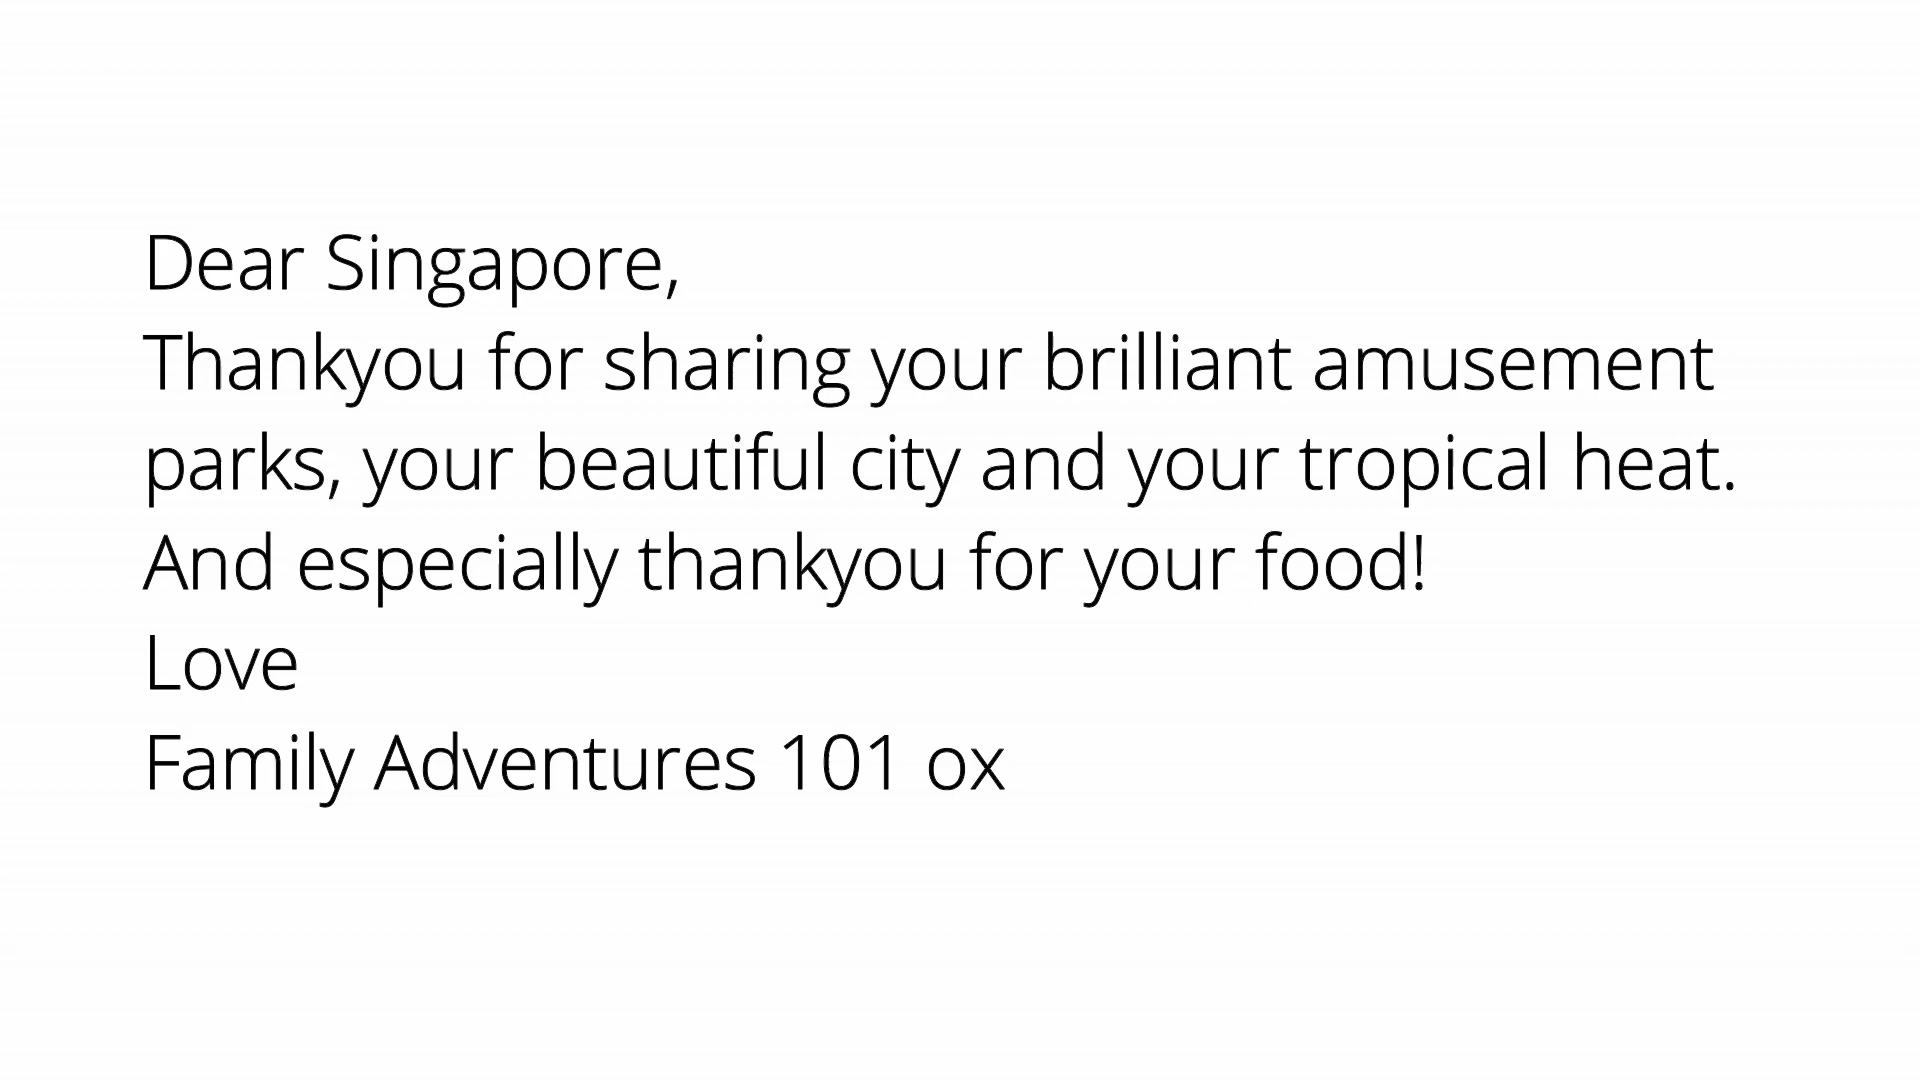 Dear Singapore,
Thankyou for sharing your brilliant amusement
parks, your beautiful city and your tropical heat.
And especially thankyou for your food!
Love
Family Adventures 101 ox